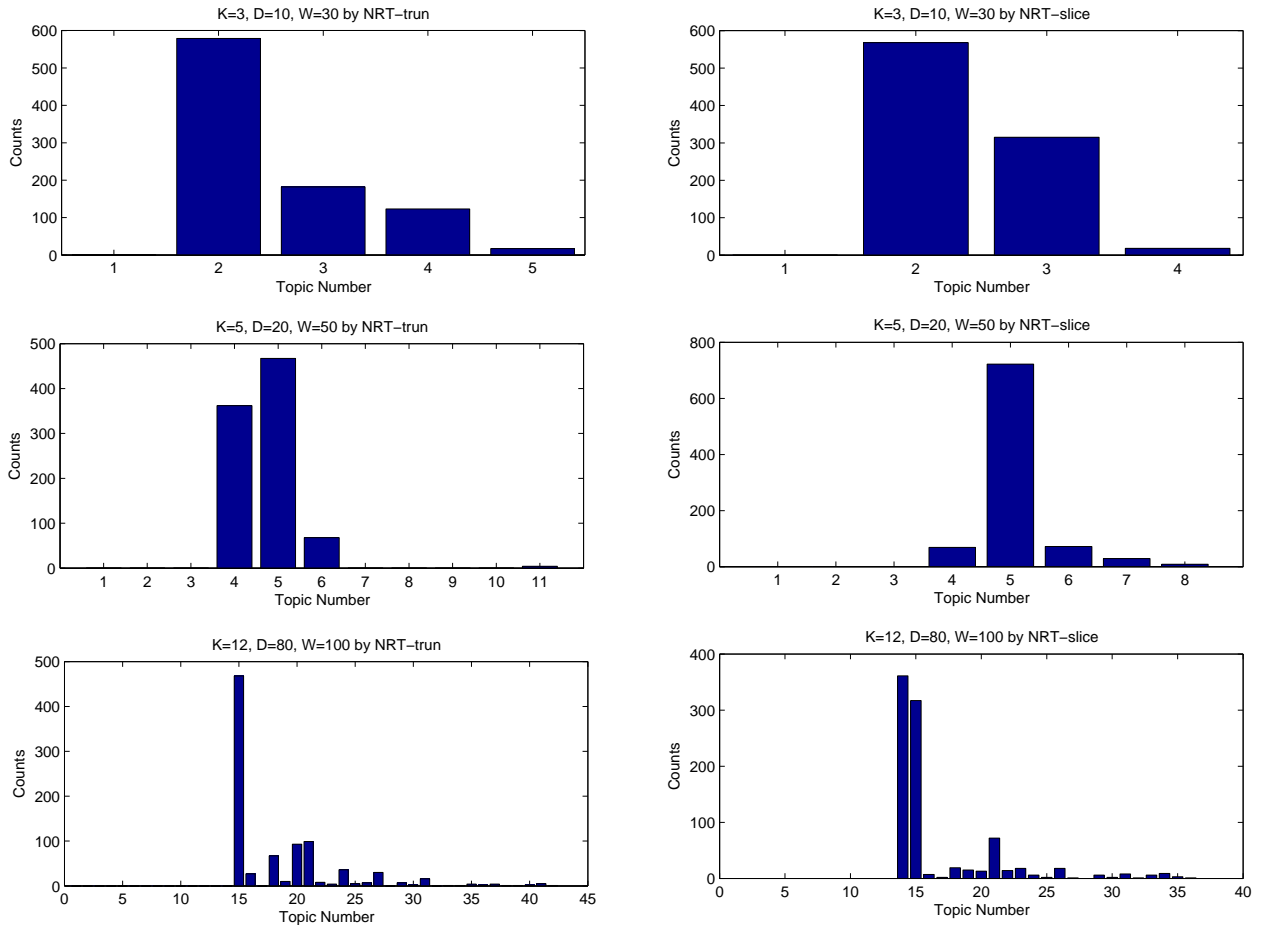 K=3, D=10, W=30 by NRT−trun
600
500
400
300
200
100
0
Counts
1 2 3 4 5
Topic Number
K=3, D=10, W=30 by NRT−slice
600
500
400
300
200
100
0
Counts
1 2 3 4
Topic Number
K=5, D=20, W=50 by NRT−trun
500
400
300
200
100
0
Counts
1 2 3 4 5 6 7 8 9 10 11
Topic Number
K=5, D=20, W=50 by NRT−slice
800
600
400
200
0
Counts
1 2 3 4 5 6 7 8
Topic Number
K=12, D=80, W=100 by NRT−trun
500
400
300
200
100
0
Counts
0 5 10 15 20 25 30 35 40 45
Topic Number
K=12, D=80, W=100 by NRT−slice
400
300
200
100
0
Counts
0 5 10 15 20 25 30 35 40
Topic Number